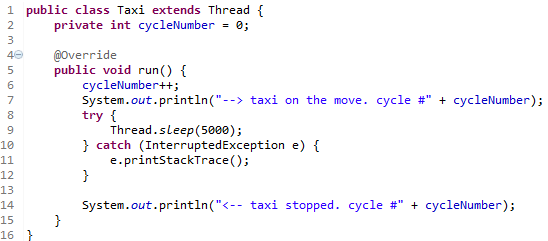 1 public class Taxi extends Thread {
2 private int cycleNumber = 0;
3
4 @Override
5 public void run() {
6 cycleNumber++;
7 System.out.println("--> taxi on the move. cycle #" + cycleNumber);
8 try {
9 Thread.sleep(5000);
10 } catch (InterruptedException e) {
11 e.printStackTrace();
12 }
13
14 System.out.println("<-- taxi stopped. cycle #" + cycleNumber);
15 }
16 }